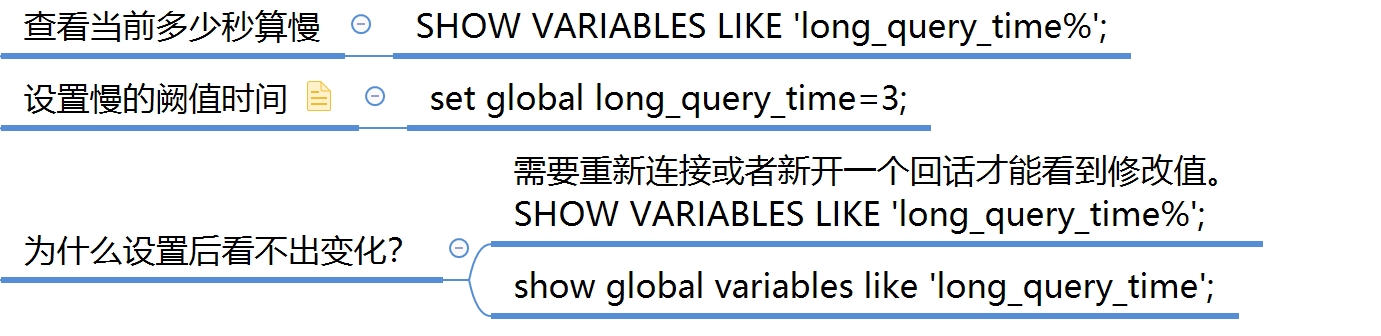 查看当前多少秒算慢
SHOW VARIABLES LIKE 'long_query_time%';
设置慢的阙值时间
set global long_query_time=3;
为什么设置后看不出变化?
需要重新连接或者新开一个回话才能看到修改值。
SHOW VARIABLES LIKE 'long_query_time%';
show global variables like 'long_query_time';